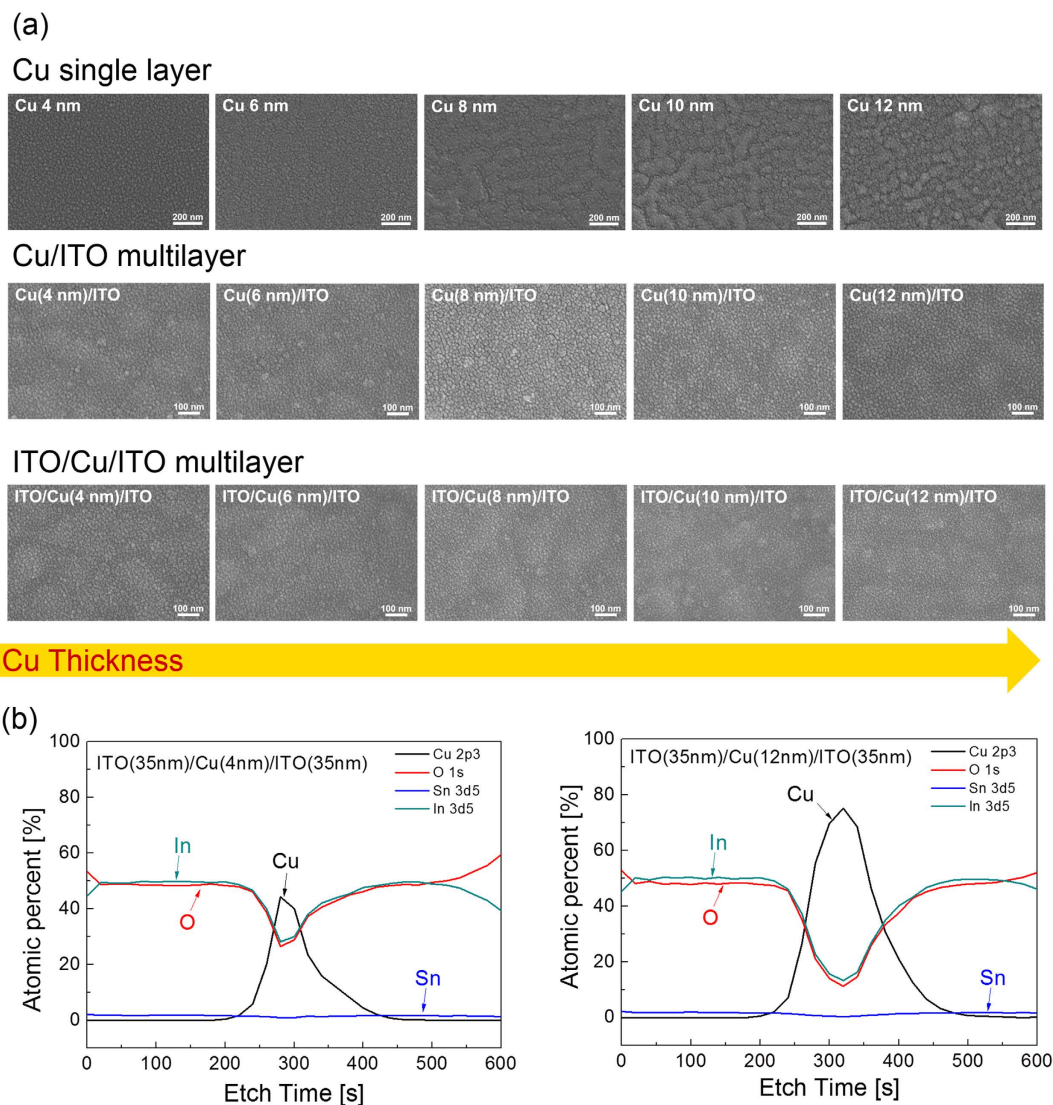 (a)
Cu single layer
Cu 4 nm
Cu 6 nm
Cu 8 nm
Cu 10 nm
Cu 12 nm
200 nm
200 nm
200 nm
200 nm
200 nm
Cu/ITO multilayer
Cu(4 nm)/ITO
Cu(6 nm)/ITO
Cu(8 nm)/ITO
Cu(10 nm)/ITO
Cu(12 nm)/ITO
100 nm
100 nm
100 nm
100 nm
100 nm
ITO/Cu/ITO multilayer
ITO/Cu(4 nm)/ITO
ITO/Cu(6 nm)/ITO
ITO/Cu(8 nm)/ITO
ITO/Cu(10 nm)/ITO
ITO/Cu(12 nm)/ITO
100 nm
100 nm
100 nm
100 nm
100 nm
Cu Thickness
(b)
ITO(35nm)/Cu(4nm)/ITO(35nm)
Cu 2p3
O 1s
Sn 3d5
In 3d5
In
Cu
O
Sn
Atomic percent [%]
100
80
60
40
20
0
0
100
200
300
400
500
600
Etch Time [s]
ITO(35nm)/Cu(12nm)/ITO(35nm)
Cu 2p3
O 1s
Sn 3d5
In 3d5
Cu
In
O
Sn
Atomic percent [%]
100
80
60
40
20
0
0
100
200
300
400
500
600
Etch Time [s]